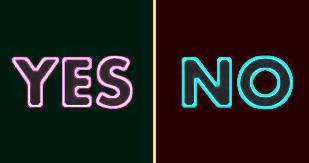 YES NO